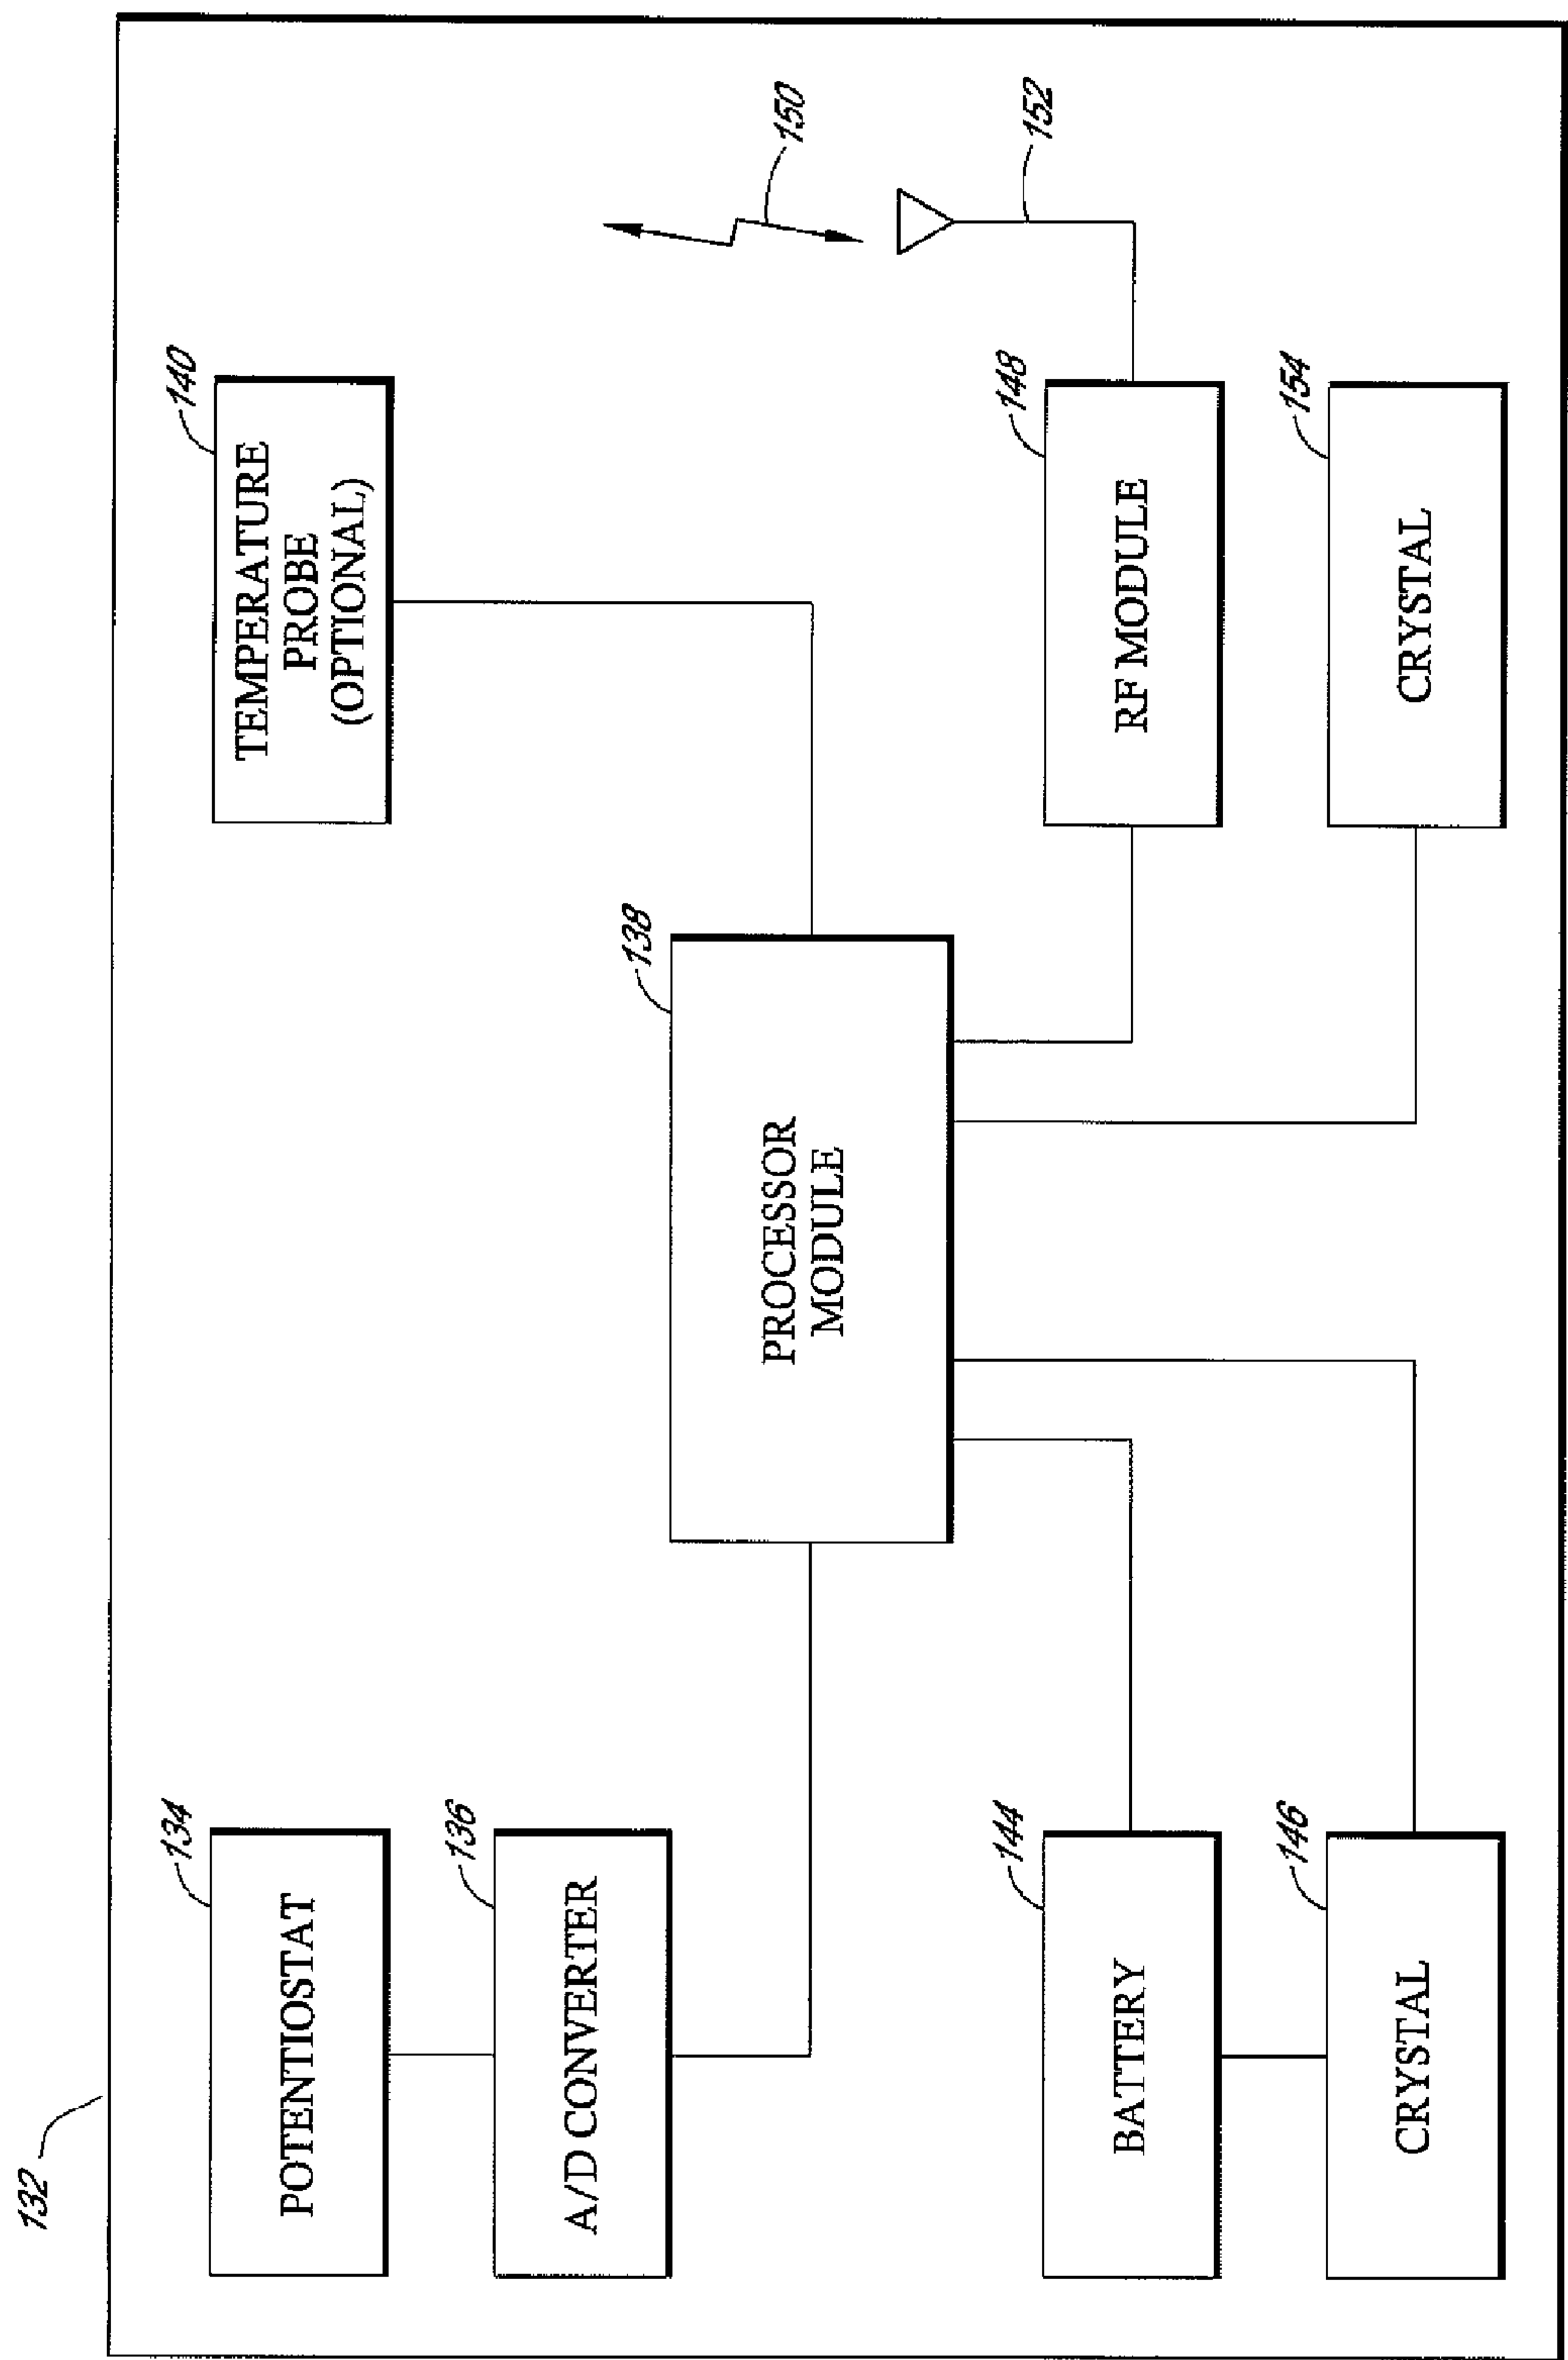 132
134
POTENTIOSTAT
136
A/D CONVERTER
138
PROCESSOR
MODULE
140
TEMPERATURE
PROBE
(OPTIONAL)
150
152
144
BATTERY
146
CRYSTAL
148
RF MODULE
154
CRYSTAL